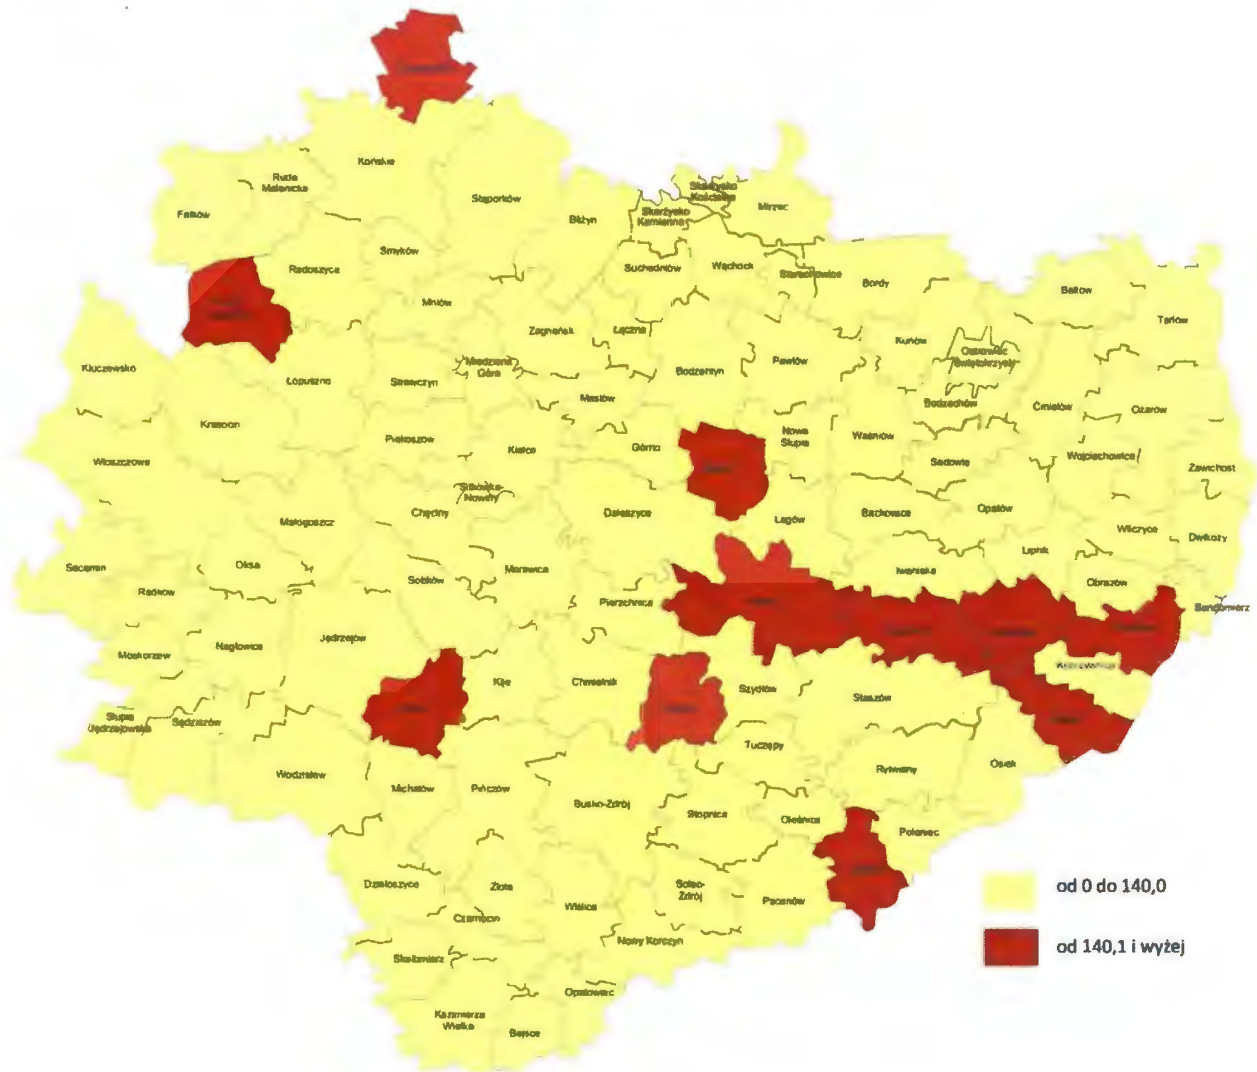 Końskie
Ruda
Malenicka
Fałków
Stąporków
Bliżyn
Skarżysko
Kościelne
Skarżysko
Kamienna
Mirzec
Smyków
Radoszyce
Mniów
Suchedniów
Wąchock
Starachowice
Brody
Bałtów
Tarłów
Kluczewsko
Łopuszno
Strawczyn
Miedziana
Góra
Zagnańsk
Łączna
Bodzentyn
Pawłów
Kunów
Ostrowiec
Świętokrzyski
Bodzechów
Ćmielów
Ożarów
Krasocin
Masłów
Piekoszów
Kielce
Górno
Nowa
Słupia
Waśniów
Sadowie
Wojciechowice
Zawichost
Włoszczowa
Małogoszcz
Chęciny
Sitkówka-
Nowiny
Daleszyce
Łagów
Baćkowice
Opatów
Wilczyce
Dwikozy
Secemin
Radków
Oksa
Sobków
Morawica
Pierzchnica
Iwaniska
Lipnik
Obrazów
Sandomierz
Moskorzew
Nagłowice
Jędrzejów
Kije
Chmielnik
Szydłów
Staszów
Słupia
Jędrzejowska
Sędziszów
Tuczępy
Rytwiany
Osiek
Wodzisław
Michałów
Pińczów
Busko-Zdrój
Stopnica
Oleśnica
Połaniec
Działoszyce
Złota
Wiślica
Solec-
Zdrój
Pacanów
Czarnocin
Nowy Korczyn
Skalbmierz
Opatowiec
Kazimierza
Wielka
Bejsce
od 0 do 140,0
od 140,1 i wyżej